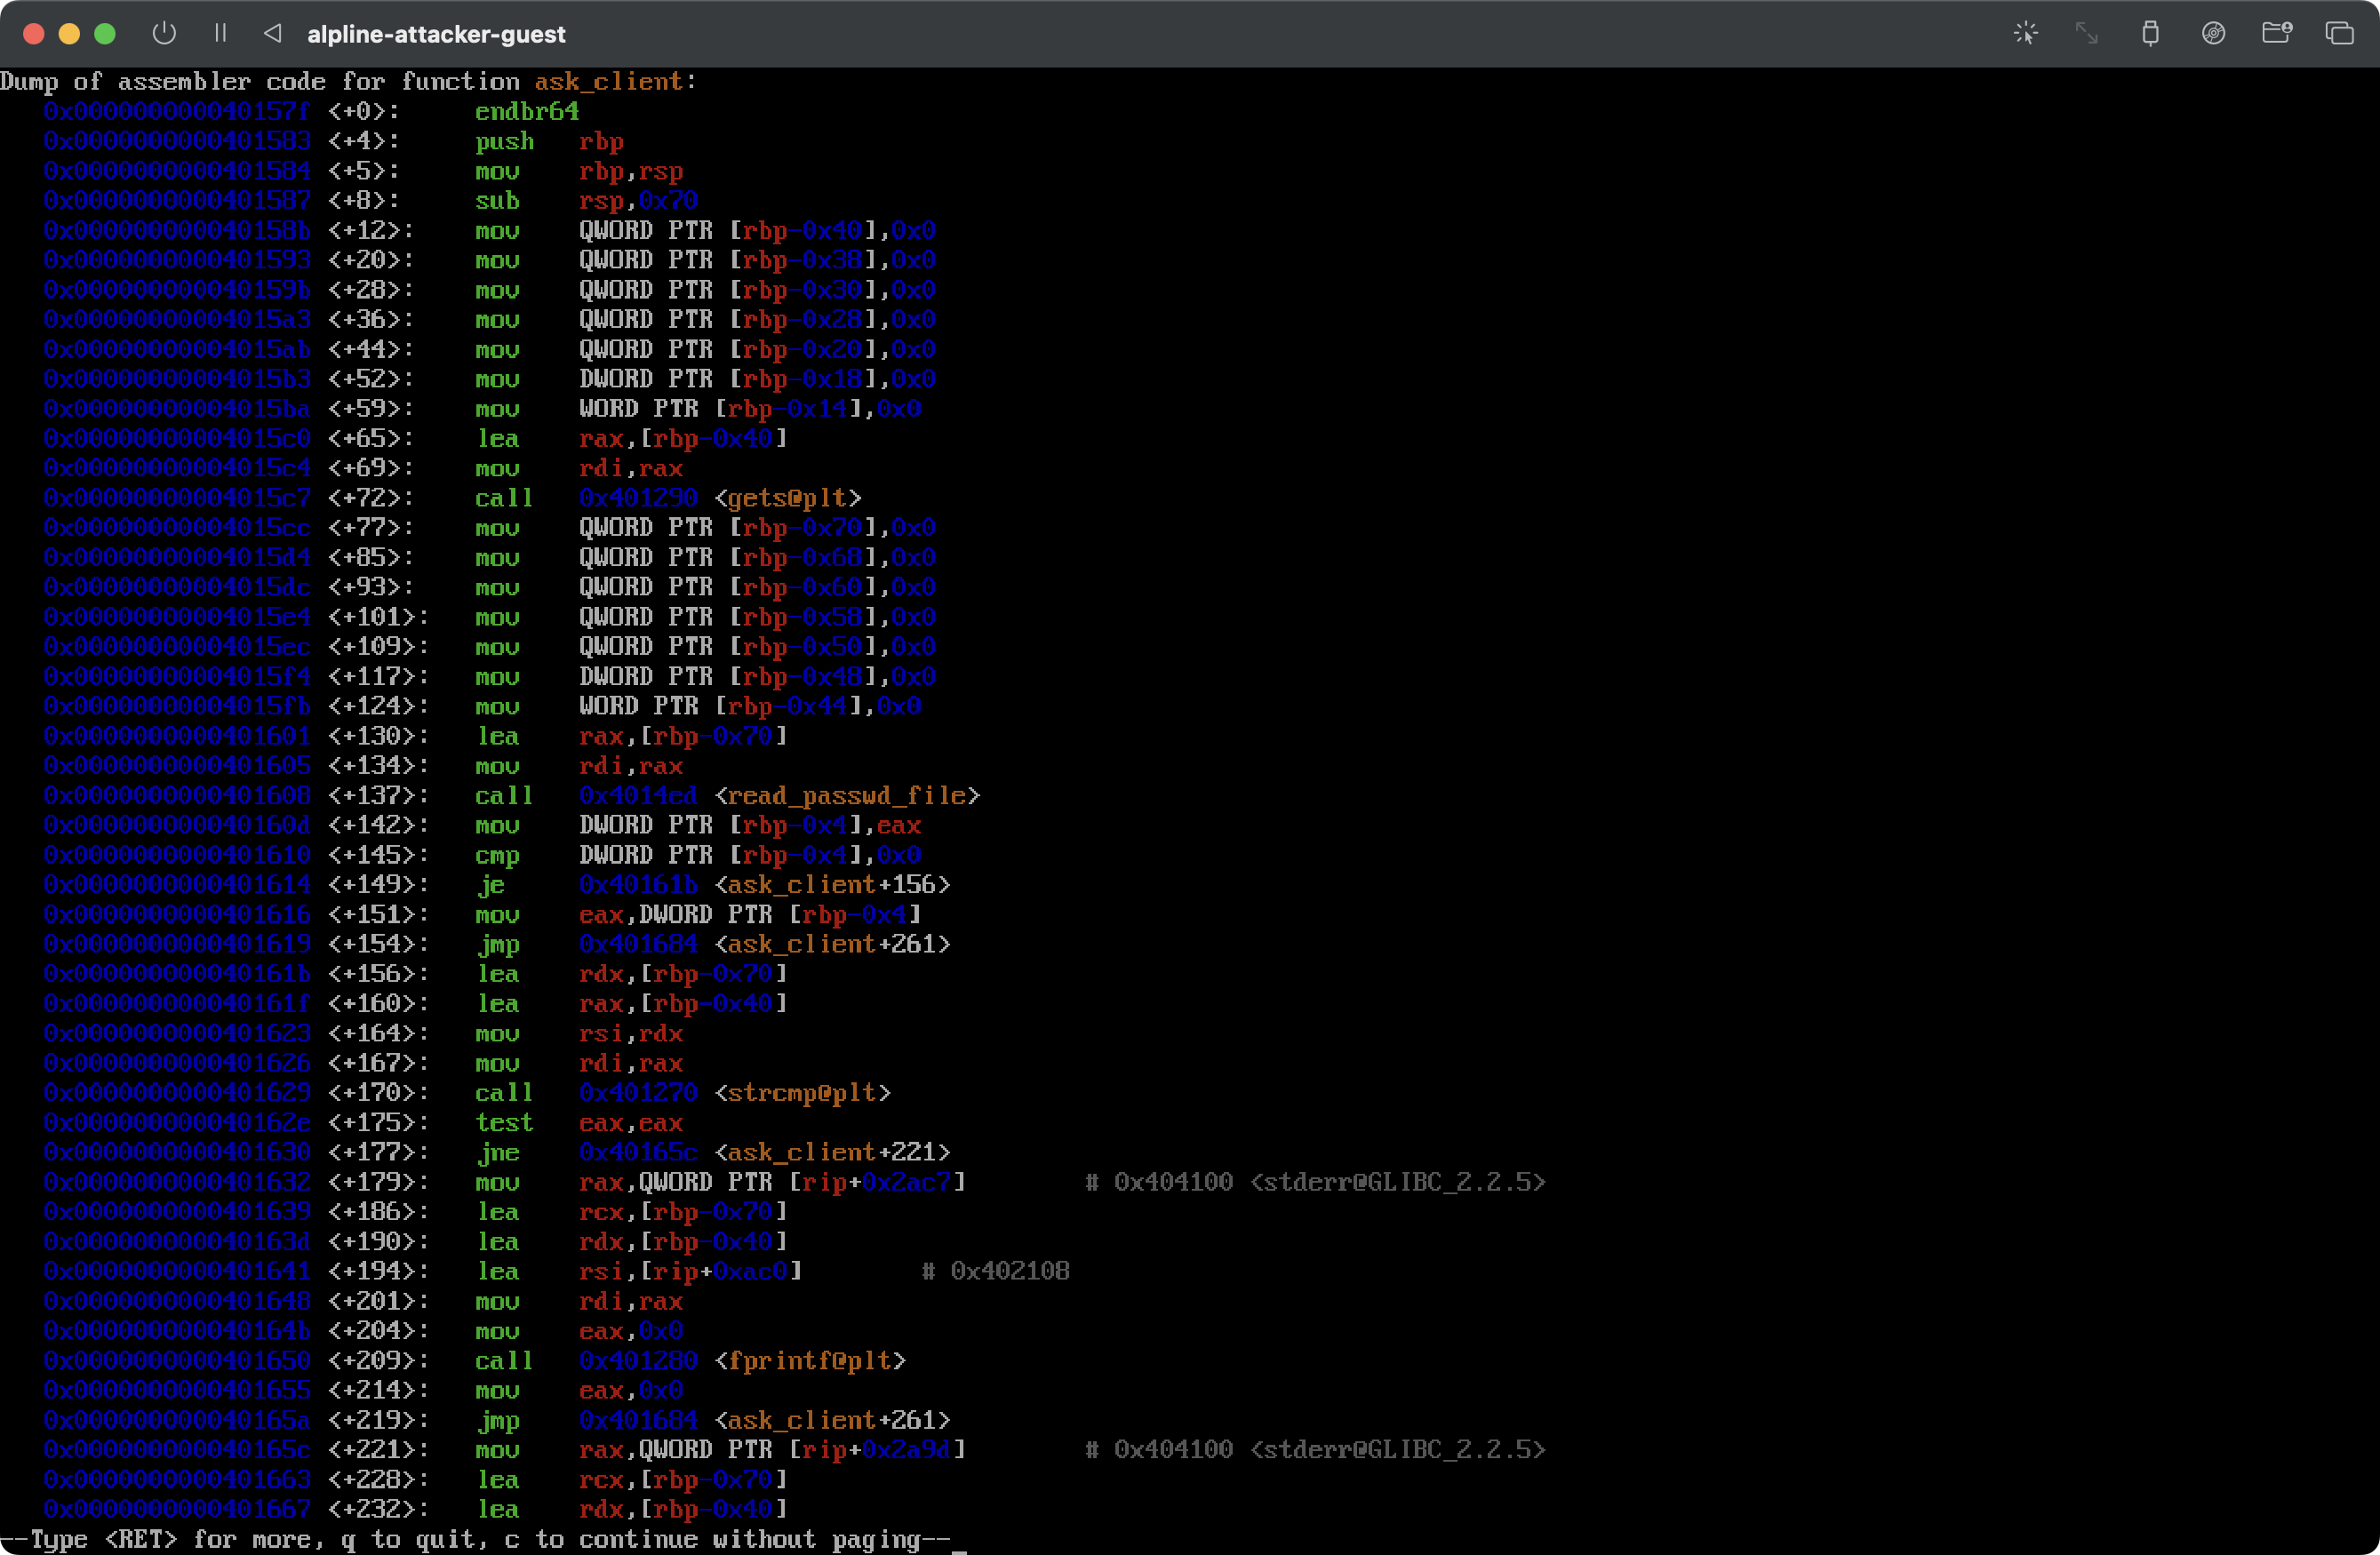 alpline-attacker-guest
Dump of assembler code for function ask_client:
0x000000000040157f <+0>: endbr64
0x0000000000401583 <+4>: push rbp
0x0000000000401584 <+5>: mov rbp,rsp
0x0000000000401587 <+8>: sub rsp,0x70
0x000000000040158b <+12>: mov QWORD PTR [rbp-0x40],0x0
0x0000000000401593 <+20>: mov QWORD PTR [rbp-0x38],0x0
0x000000000040159b <+28>: mov QWORD PTR [rbp-0x30],0x0
0x00000000004015a3 <+36>: mov QWORD PTR [rbp-0x28],0x0
0x00000000004015ab <+44>: mov QWORD PTR [rbp-0x20],0x0
0x00000000004015b3 <+52>: mov DWORD PTR [rbp-0x18],0x0
0x00000000004015ba <+59>: mov WORD PTR [rbp-0x14],0x0
0x00000000004015c0 <+65>: lea rax,[rbp-0x40]
0x00000000004015c4 <+69>: mov rdi,rax
0x00000000004015c7 <+72>: call 0x401290 <gets@plt>
0x00000000004015cc <+77>: mov QWORD PTR [rbp-0x70],0x0
0x00000000004015d4 <+85>: mov QWORD PTR [rbp-0x68],0x0
0x00000000004015dc <+93>: mov QWORD PTR [rbp-0x60],0x0
0x00000000004015e4 <+101>: mov QWORD PTR [rbp-0x58],0x0
0x00000000004015ec <+109>: mov QWORD PTR [rbp-0x50],0x0
0x00000000004015f4 <+117>: mov DWORD PTR [rbp-0x48],0x0
0x00000000004015fb <+124>: mov WORD PTR [rbp-0x44],0x0
0x0000000000401601 <+130>: lea rax,[rbp-0x70]
0x0000000000401605 <+134>: mov rdi,rax
0x0000000000401608 <+137>: call 0x4014ed <read_passwd_file>
0x000000000040160d <+142>: mov DWORD PTR [rbp-0x4],eax
0x0000000000401610 <+145>: cmp DWORD PTR [rbp-0x4],0x0
0x0000000000401614 <+149>: je 0x40161b <ask_client+156>
0x0000000000401616 <+151>: mov eax,DWORD PTR [rbp-0x4]
0x0000000000401619 <+154>: jmp 0x401684 <ask_client+261>
0x000000000040161b <+156>: lea rdx,[rbp-0x70]
0x000000000040161f <+160>: lea rax,[rbp-0x40]
0x0000000000401623 <+164>: mov rsi,rdx
0x0000000000401626 <+167>: mov rdi,rax
0x0000000000401629 <+170>: call 0x401270 <strcmp@plt>
0x000000000040162e <+175>: test eax,eax
0x0000000000401630 <+177>: jne 0x40165c <ask_client+221>
0x0000000000401632 <+179>: mov rax,QWORD PTR [rip+0x2ac7] # 0x404100 <stderr@GLIBC_2.2.5>
0x0000000000401639 <+186>: lea rcx,[rbp-0x70]
0x000000000040163d <+190>: lea rdx,[rbp-0x40]
0x0000000000401641 <+194>: lea rsi,[rip+0xac0] # 0x402108
0x0000000000401648 <+201>: mov rdi,rax
0x000000000040164b <+204>: mov eax,0x0
0x0000000000401650 <+209>: call 0x401280 <fprintf@plt>
0x0000000000401655 <+214>: mov eax,0x0
0x000000000040165a <+219>: jmp 0x401684 <ask_client+261>
0x000000000040165c <+221>: mov rax,QWORD PTR [rip+0x2a9d] # 0x404100 <stderr@GLIBC_2.2.5>
0x0000000000401663 <+228>: lea rcx,[rbp-0x70]
0x0000000000401667 <+232>: lea rdx,[rbp-0x40]
--Type <RET> for more, q to quit, c to continue without paging--